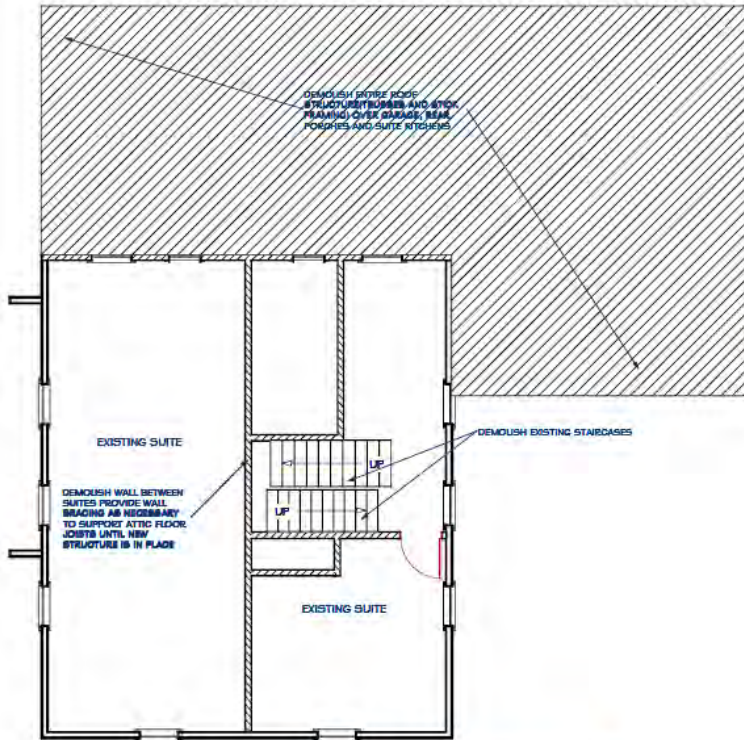 DEMOLISH ENTIRE ROOF
STRUCTURE(TRUSSES AND STICK
FRAMING) OVER GARAGE, REAR
PORCHES AND SUITE KITCHENS
DEMOLISH EXISTING STAIRCASES
EXISTING SUITE
UP
DEMOLISH WALL BETWEEN
SUITES PROVIDE WALL
BRACING AS NECESSARY
TO SUPPORT ATTIC FLOOR
JOISTS UNTIL NEW
STRUCTURE IS IN PLACE
UP
EXISTING SUITE